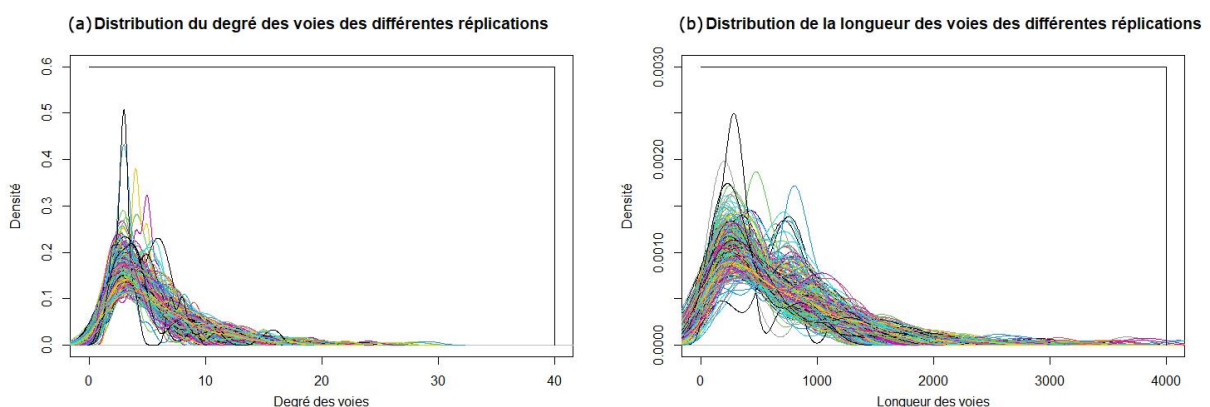 (a) Distribution du degré des voies des différentes réplications
Densité
0.6
0.5
0.4
0.3
0.2
0.1
0.0
0 10 20 30 40
Degré des voies
(b) Distribution de la longueur des voies des différentes réplications
Densité
0.0030
0.0020
0.0010
0.0000
0 1000 2000 3000 4000
Longueur des voies